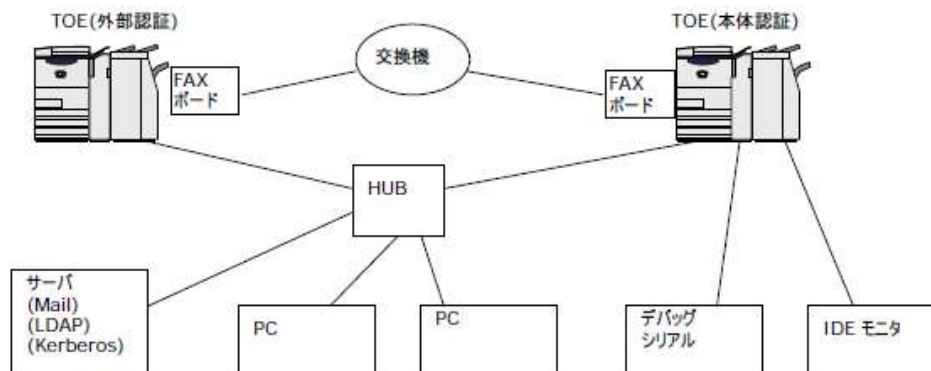 TOE(外部認証)
TOE(本体認証)
交換機
FAX
ボード
FAX
ボード
HUB
サーバ
(Mail)
(LDAP)
(Kerberos)
PC
PC
デバッグ
シリアル
IDE モニタ